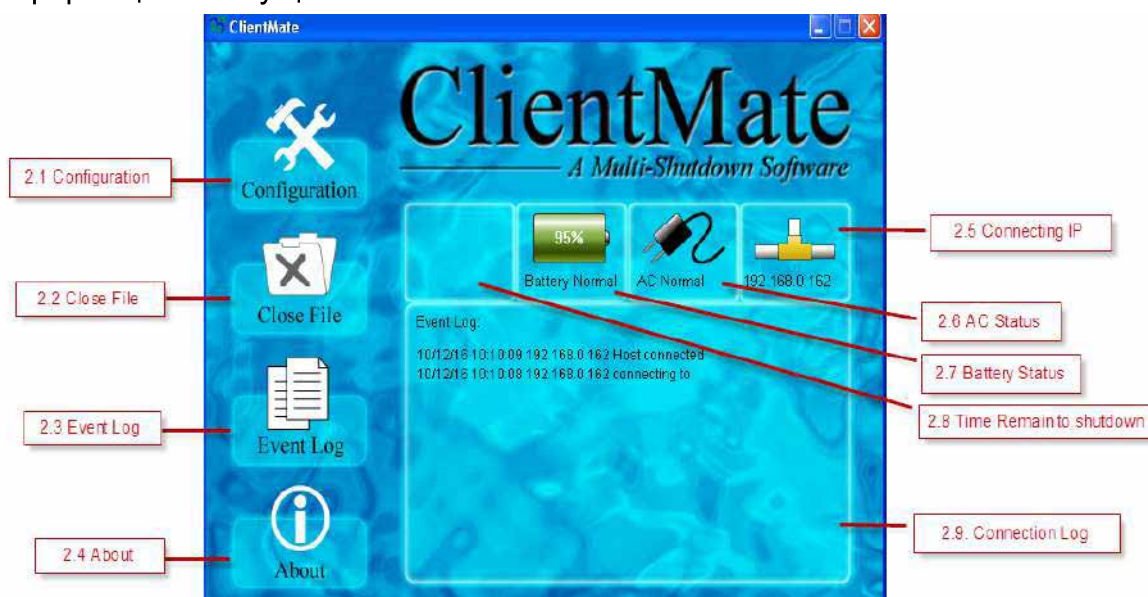 ClientMate
ClientMate
A Multi-Shutdown Software
2.1 Configuration
Configuration
2.2 Close File
Close File
2.3 Event Log
Event Log
2.4 About
About
95%
Battery Normal
AC Normal
192.168.0.162
2.5 Connecting IP
2.6 AC Status
2.7 Battery Status
2.8 Time Remain to shutdown
2.9. Connection Log
Event Log:
10/12/16 10:10:09 192.168.0.162 Host connected
10/12/16 10:10:08 192.168.0.162 connecting to